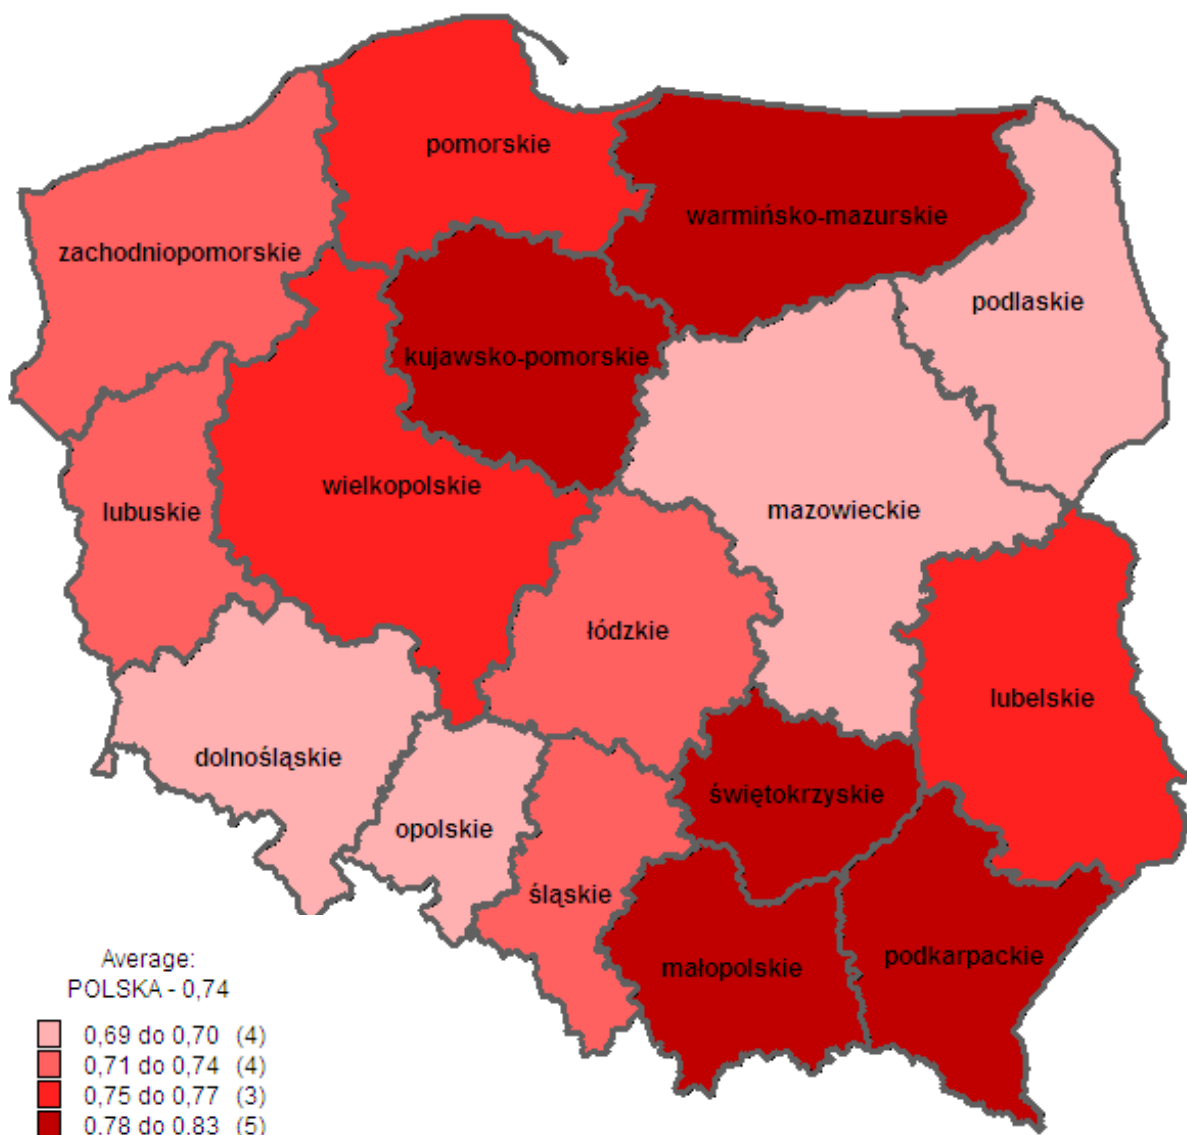 pomorskie
warmińsko-mazurskie
zachodniopomorskie
podlaskie
kujawsko-pomorskie
wielkopolskie
lubuskie
mazowieckie
łódzkie
lubelskie
dolnośląskie
świętokrzyskie
opolskie
śląskie
małopolskie
podkarpackie
Average:
POLSKA - 0,74
0,69 do 0,70 (4)
0,71 do 0,74 (4)
0,75 do 0,77 (3)
0,78 do 0,83 (5)